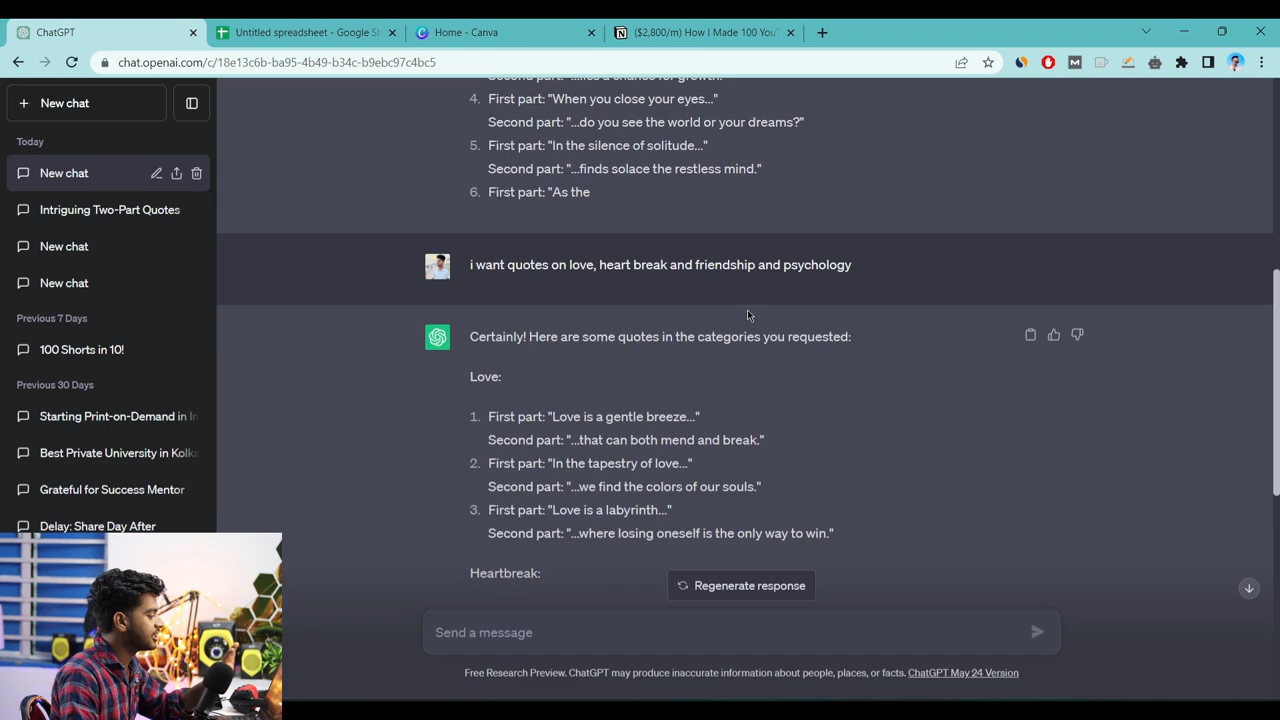 ChatGPT
Untitled spreadsheet - Google Sh
Home - Canva
($2,800/m) How I Made 100 You
chat.openai.com/c/18e13c6b-ba95-4b49-b34c-b9ebc97c4bc5
New chat
Today
New chat
Intriguing Two-Part Quotes
New chat
New chat
Previous 7 Days
100 Shorts in 10!
Previous 30 Days
Starting Print-on-Demand in In
Best Private University in Kolka
Grateful for Success Mentor
Delay: Share Day After
4. First part: "When you close your eyes..."
Second part: "...do you see the world or your dreams?"
5. First part: "In the silence of solitude..."
Second part: "...finds solace the restless mind."
6. First part: "As the
i want quotes on love, heart break and friendship and psychology
Certainly! Here are some quotes in the categories you requested:
Love:
1. First part: "Love is a gentle breeze..."
Second part: "...that can both mend and break."
2. First part: "In the tapestry of love..."
Second part: "...we find the colors of our souls."
3. First part: "Love is a labyrinth..."
Second part: "...where losing oneself is the only way to win."
Heartbreak:
Regenerate response
Send a message
Free Research Preview. ChatGPT may produce inaccurate information about people, places, or facts. ChatGPT May 24 Version